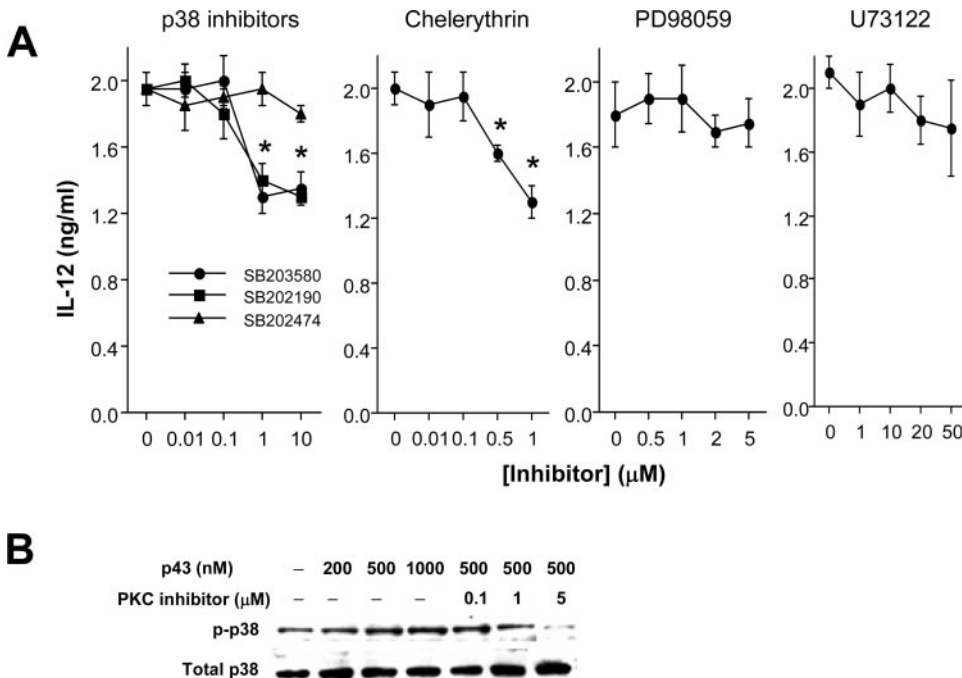 A
p38 inhibitors
Chelerythrin
PD98059
U73122
IL-12 (ng/ml)
2.0
1.6
1.2
0.8
0.4
0.0
*
*
SB203580
SB202190
SB202474
0 0.01 0.1 1 10
2.0
1.6
1.2
0.8
0.4
0.0
*
*
0 0.01 0.1 0.5 1
2.0
1.6
1.2
0.8
0.4
0.0
0 0.5 1 2 5
2.0
1.6
1.2
0.8
0.4
0.0
0 1 10 20 50
[Inhibitor] (μM)
B
p43 (nM) – 200 500 1000 500 500 500
PKC inhibitor (μM) – – – – 0.1 1 5
p-p38
Total p38